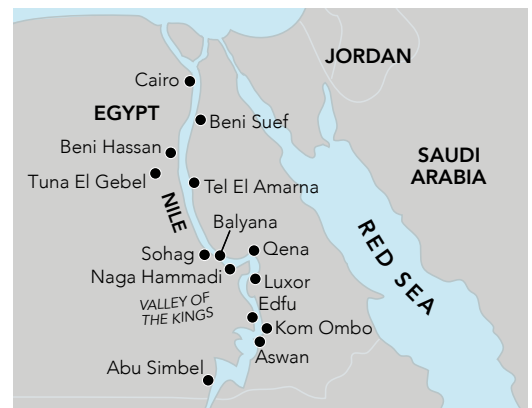 JORDAN
Cairo
EGYPT
Beni Suef
Beni Hassan
SAUDI
ARABIA
Tuna El Gebel
Tel El Amarna
NILE
Balyana
RED SEA
Sohag
Qena
Naga Hammadi
Luxor
VALLEY OF
THE KINGS
Edfu
Kom Ombo
Aswan
Abu Simbel